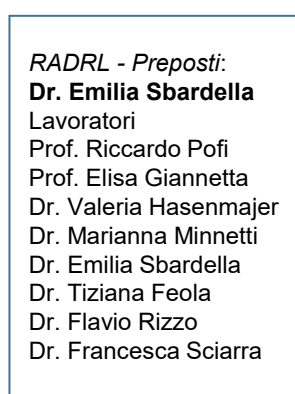 RADRL - Preposti:
Dr. Emilia Sbardella
Lavoratori
Prof. Riccardo Pofi
Prof. Elisa Giannetta
Dr. Valeria Hasenmajer
Dr. Marianna Minnetti
Dr. Emilia Sbardella
Dr. Tiziana Feola
Dr. Flavio Rizzo
Dr. Francesca Sciarra